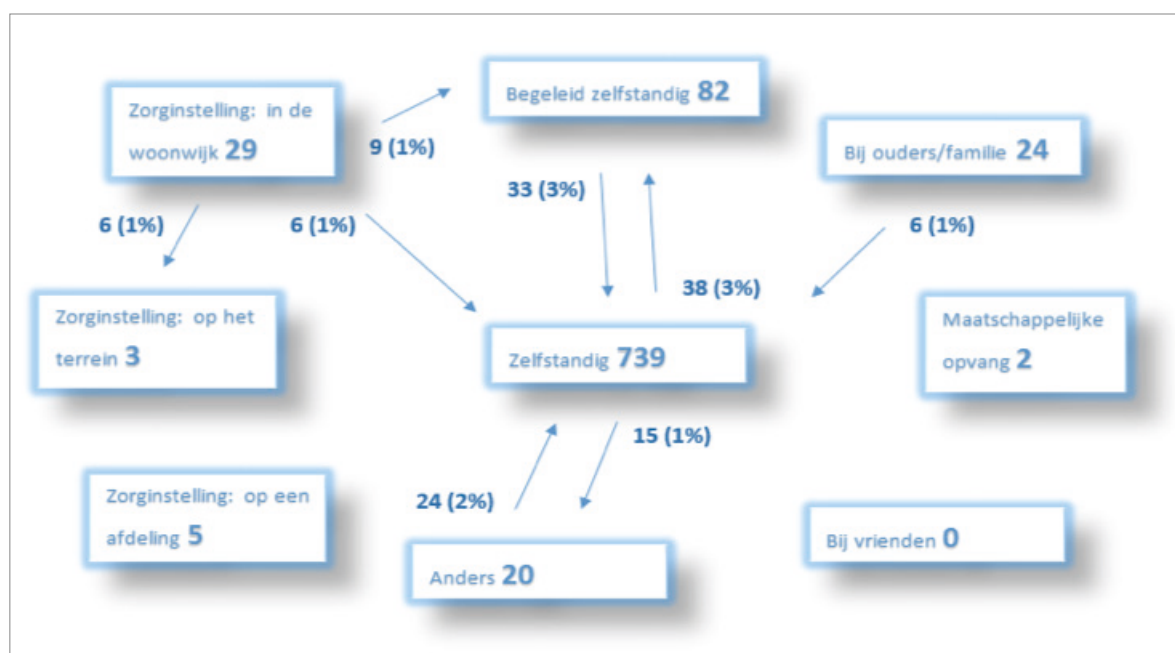 Zorginstelling: in de
woonwijk 29
9 (1%)
Begeleid zelfstandig 82
Bij ouders/familie 24
33 (3%)
6 (1%)
6 (1%)
6 (1%)
38 (3%)
Zorginstelling: op het
terrein 3
Zelfstandig 739
Maatschappelijke
opvang 2
15 (1%)
24 (2%)
Zorginstelling: op een
afdeling 5
Anders 20
Bij vrienden 0